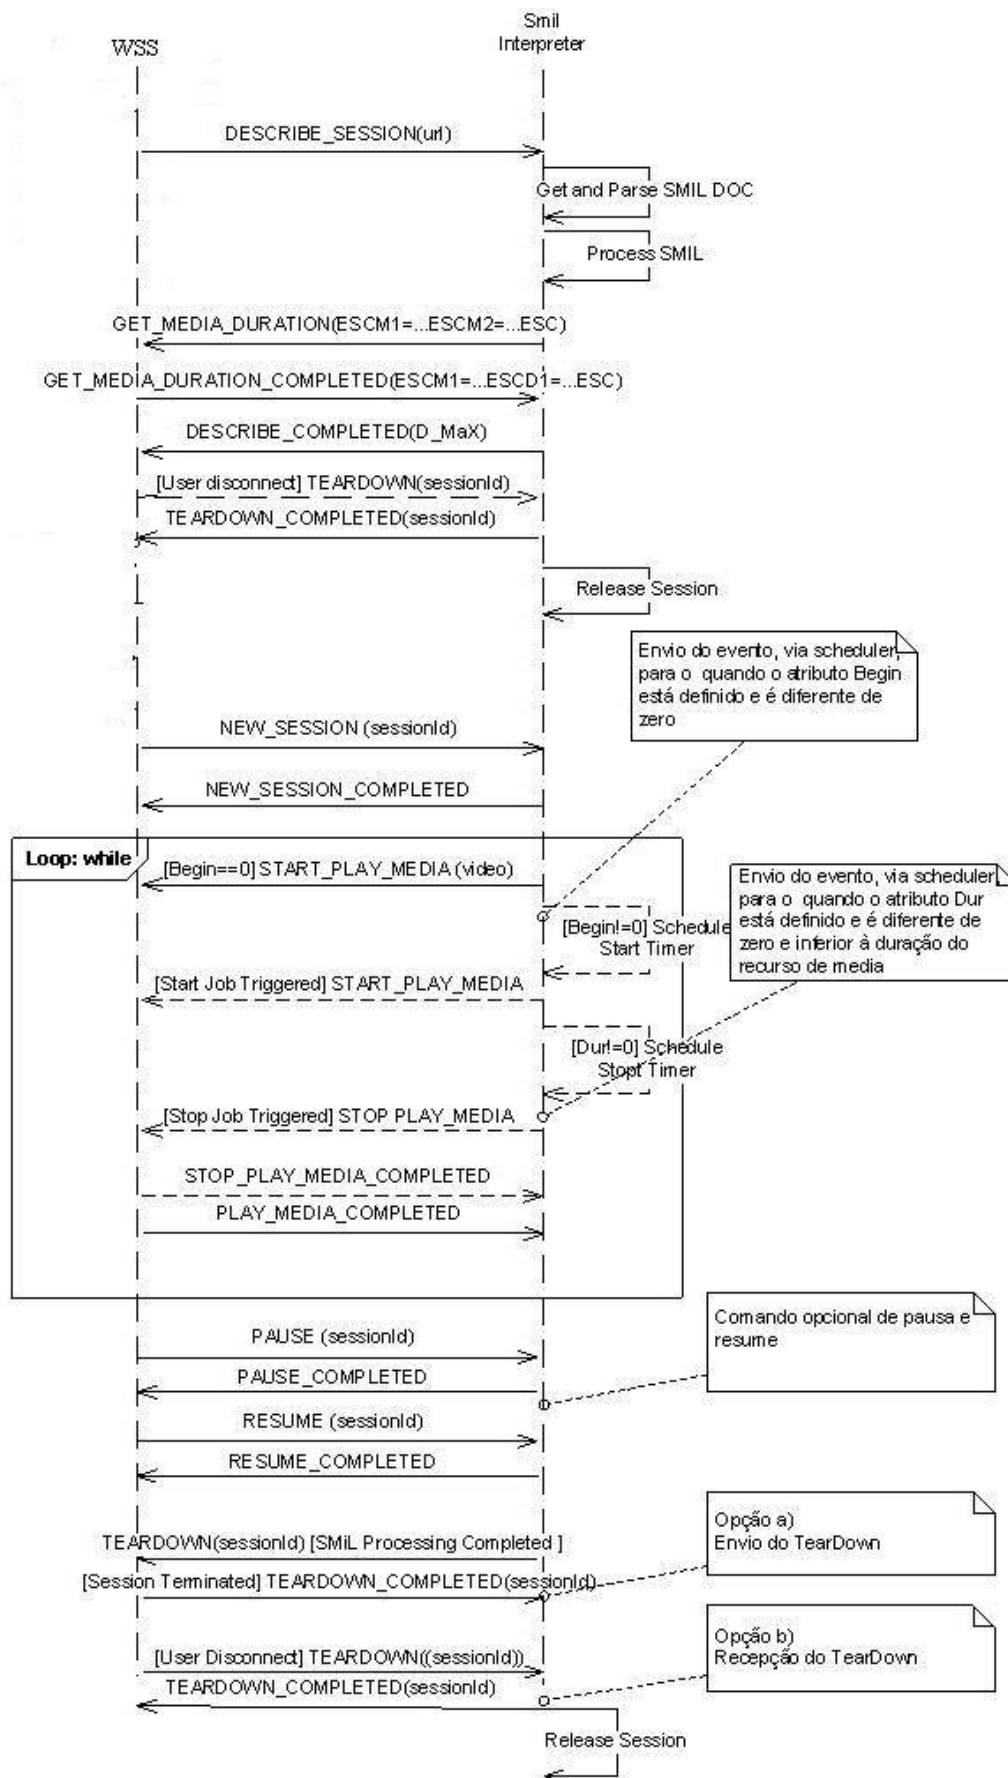 WSS
Smil
Interpreter
DESCRIBE_SESSION(url)
Get and Parse SMIL DOC
Process SMIL
GET_MEDIA_DURATION(ESCM1=...ESCM2=...ESC)
GET_MEDIA_DURATION_COMPLETED(ESCM1=...ESCD1=...ESC)
DESCRIBE_COMPLETED(D_MaX)
[User disconnect] TEARDOWN(sessionId)
TEARDOWN_COMPLETED(sessionId)
Release Session
Envio do evento, via scheduler,
para o  quando o atributo Begin
está definido e é diferente de
zero
NEW_SESSION (sessionId)
NEW_SESSION_COMPLETED
Loop: while
[Begin==0] START_PLAY_MEDIA (video)
Envio do evento, via scheduler,
para o  quando o atributo Dur
está definido e é diferente de
zero e inferior à duração do
recurso de media
[Begin!=0] Schedule
Start Timer
[Start Job Triggered] START_PLAY_MEDIA
[Dur!=0] Schedule
Stopt Timer
[Stop Job Triggered] STOP PLAY_MEDIA
STOP_PLAY_MEDIA_COMPLETED
PLAY_MEDIA_COMPLETED
Comando opcional de pausa e
resume
PAUSE (sessionId)
PAUSE_COMPLETED
RESUME (sessionId)
RESUME_COMPLETED
Opção a)
Envio do TearDown
TEARDOWN(sessionId) [SMiL Processing Completed ]
[Session Terminated] TEARDOWN_COMPLETED(sessionId)
Opção b)
Recepção do TearDown
[User Disconnect] TEARDOWN((sessionId))
TEARDOWN_COMPLETED(sessionId)
Release Session